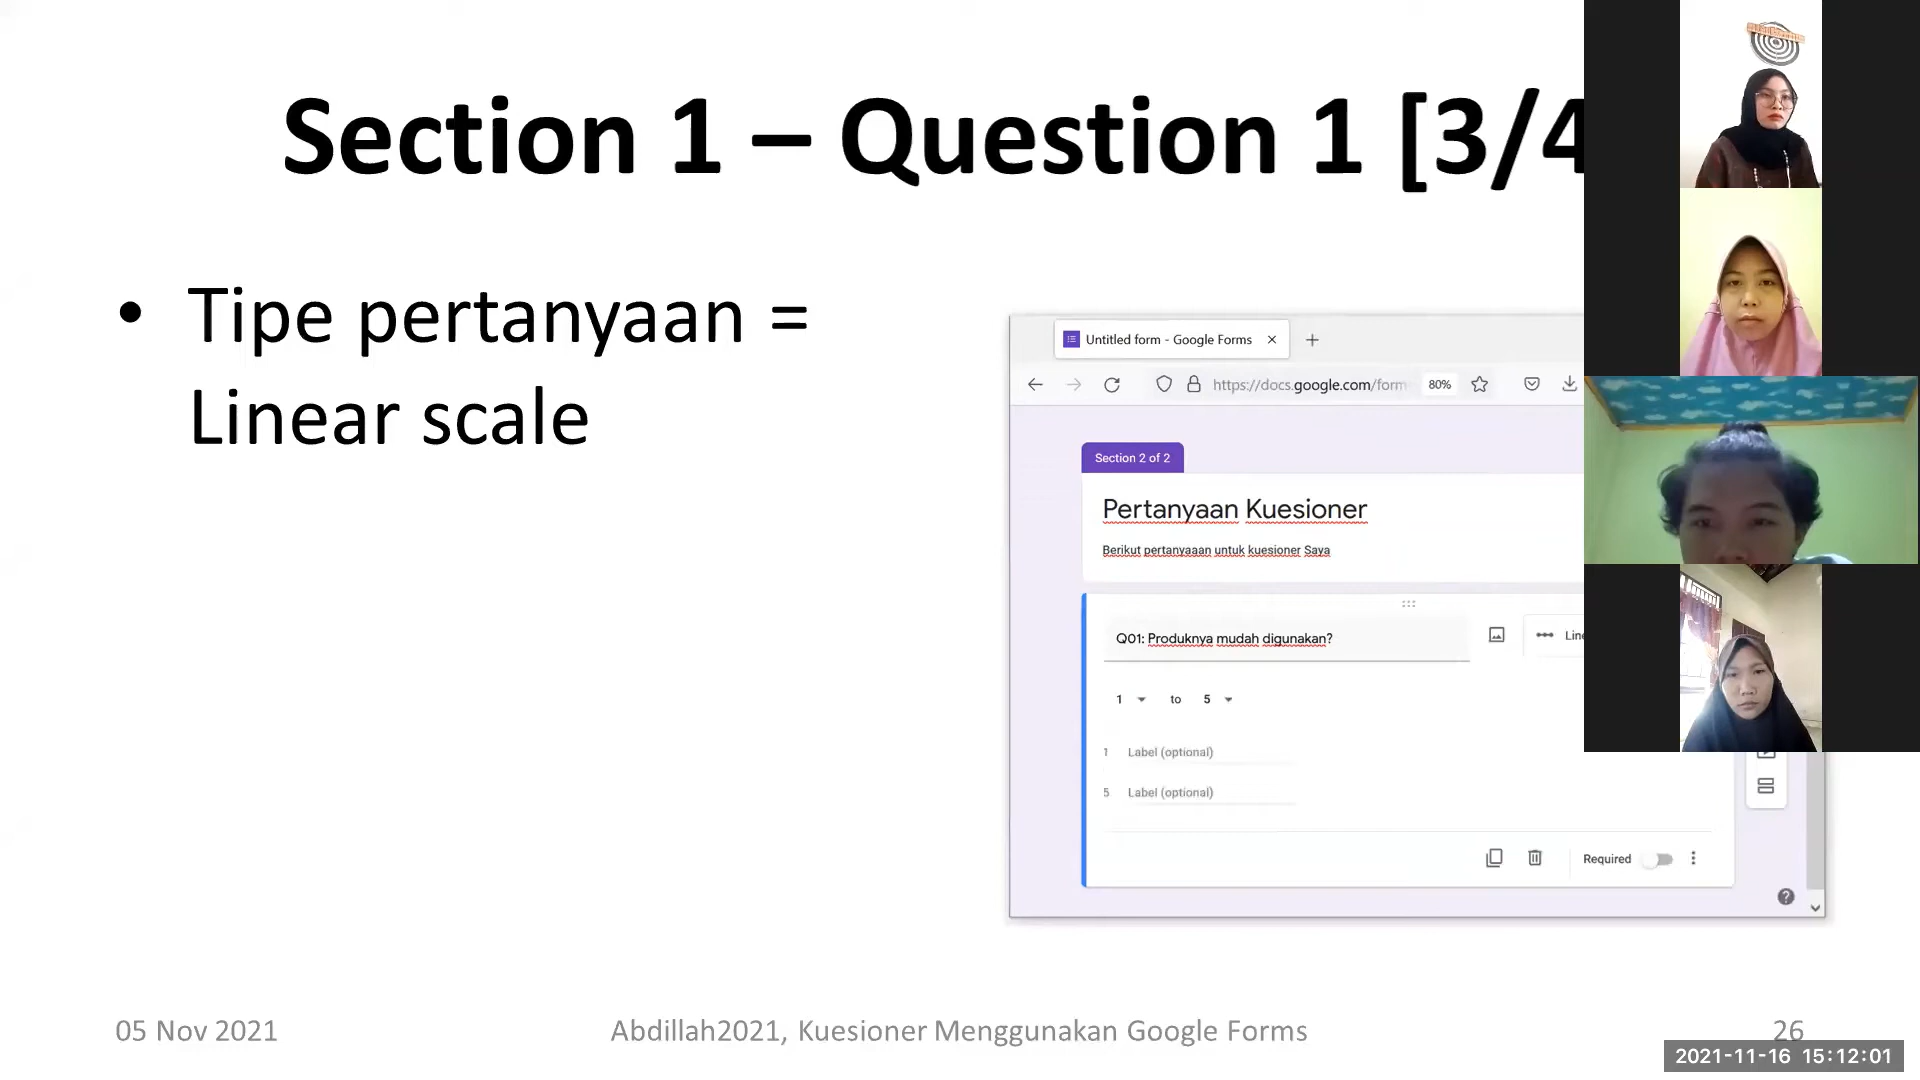 Section 1 – Question 1 [3/4
• Tipe pertanyaan =
Linear scale
Untitled form - Google Forms
https://docs.google.com/form
80%
Section 2 of 2
Pertanyaan Kuesioner
Berikut pertanyaaan untuk kuesioner Saya
Q01: Produknya mudah digunakan?
Line
1 to 5
1 Label (optional)
5 Label (optional)
Required
05 Nov 2021
Abdillah2021, Kuesioner Menggunakan Google Forms
26
2021-11-16 15:12:01